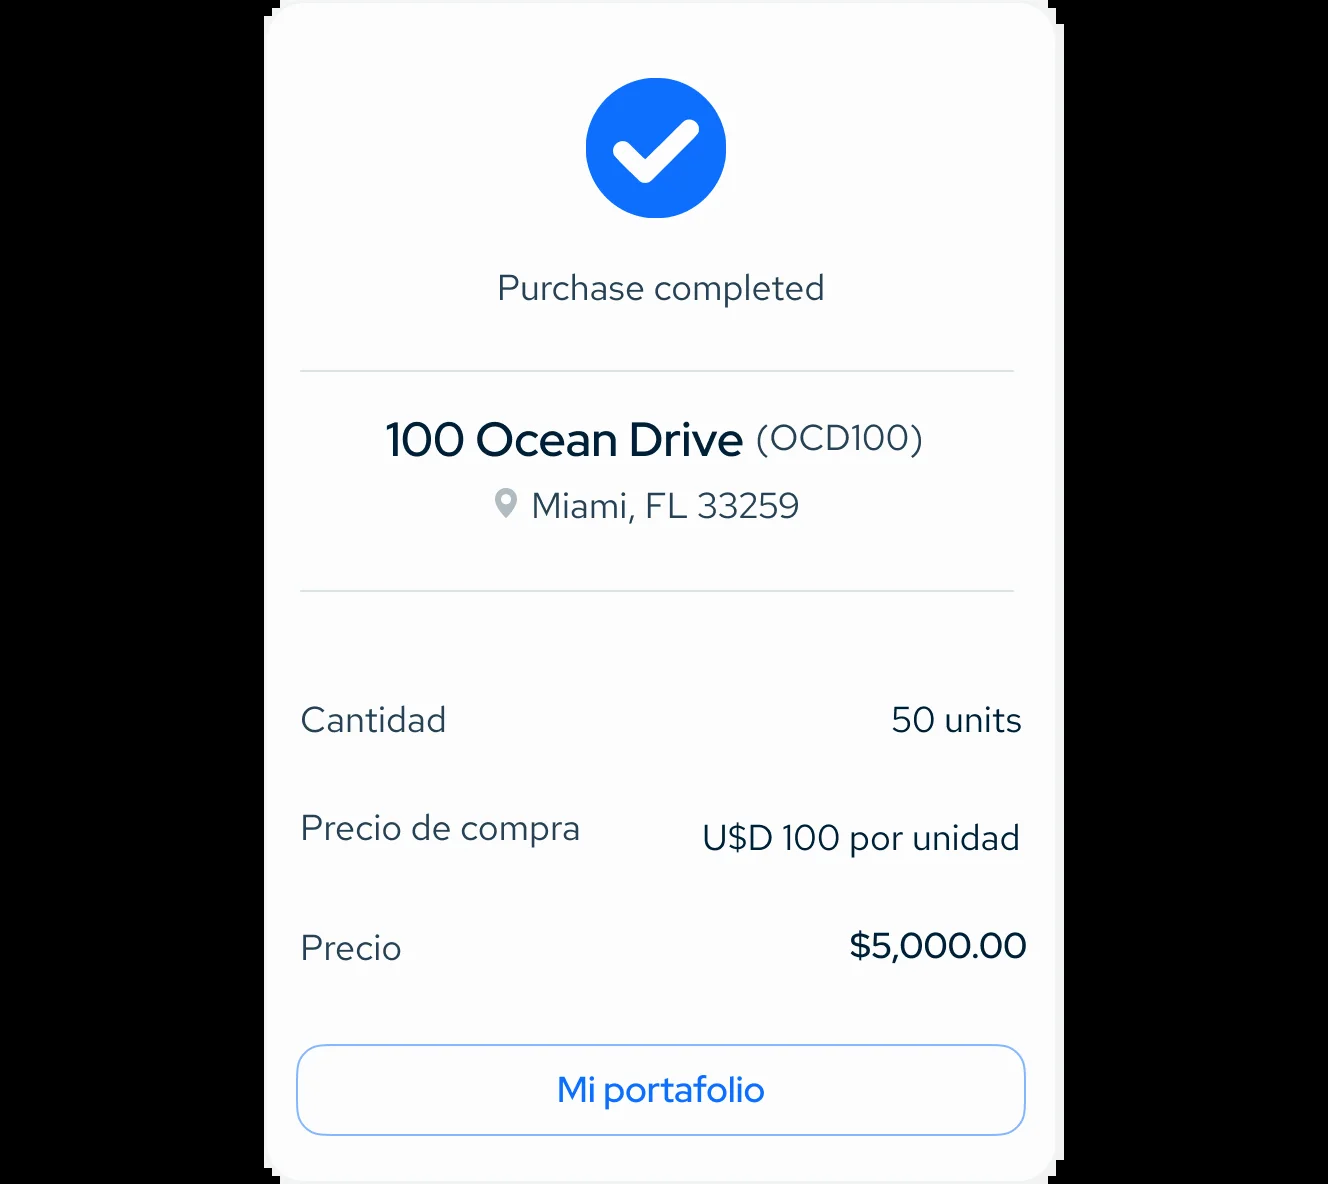 Purchase completed
100 Ocean Drive (OCD100)
Miami, FL 33259
Cantidad 50 units
Precio de compra U$D 100 por unidad
Precio $5,000.00
Mi portafolio